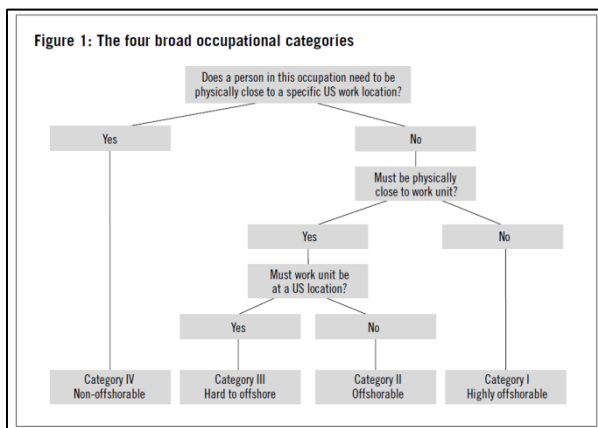 Figure 1: The four broad occupational categories
Does a person in this occupation need to be
physically close to a specific US work location?
Yes
No
Must be physically
close to work unit?
Yes
No
Must work unit be
at a US location?
Yes
No
Category IV
Non-offshorable
Category III
Hard to offshore
Category II
Offshorable
Category I
Highly offshorable